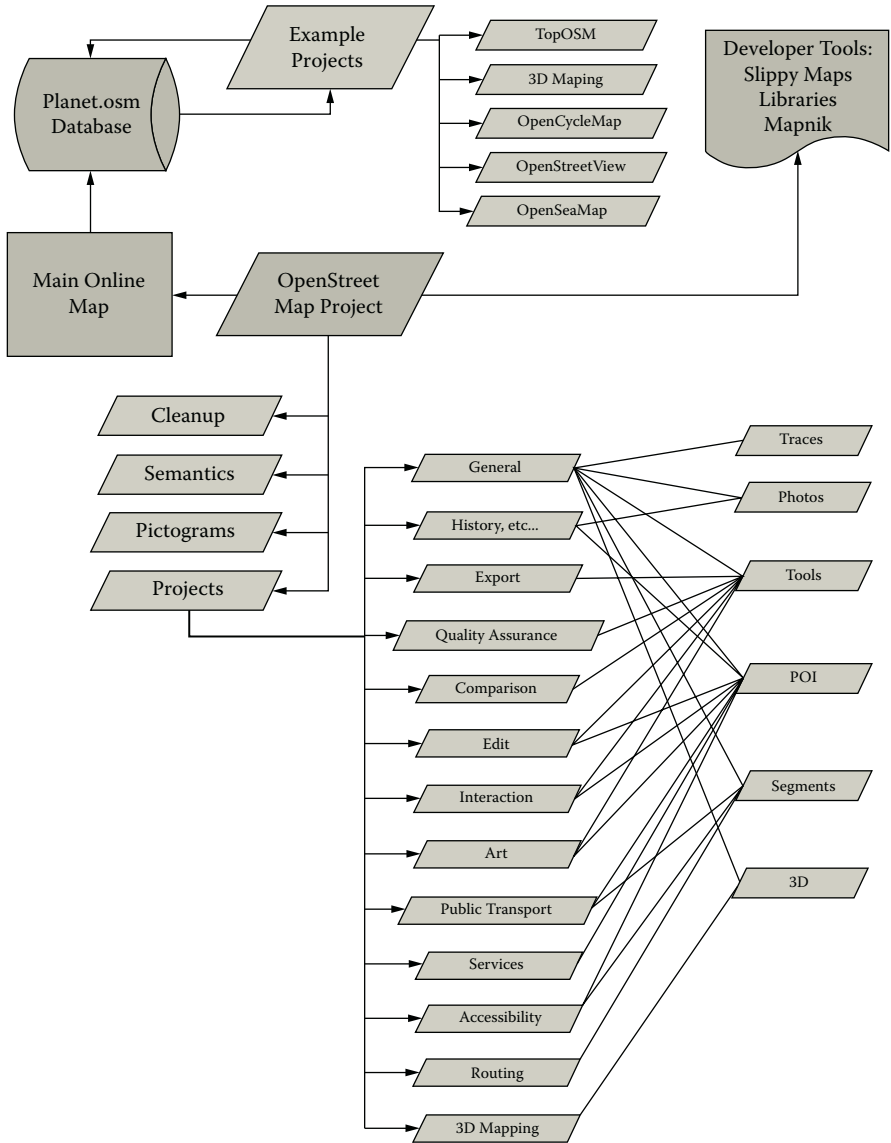 Example
Projects
TopOSM
3D Maping
OpenCycleMap
OpenStreetView
OpenSeaMap
Developer Tools:
Slippy Maps
Libraries
Mapnik
Planet.osm
Database
Main Online
Map
OpenStreet
Map Project
Cleanup
Semantics
Pictograms
Projects
General
History, etc...
Export
Quality Assurance
Comparison
Edit
Interaction
Art
Public Transport
Services
Accessibility
Routing
3D Mapping
Traces
Photos
Tools
POI
Segments
3D